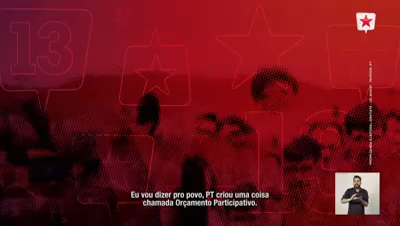 13
Eu vou dizer pro povo, PT criou uma coisa
chamada Orçamento Participativo.